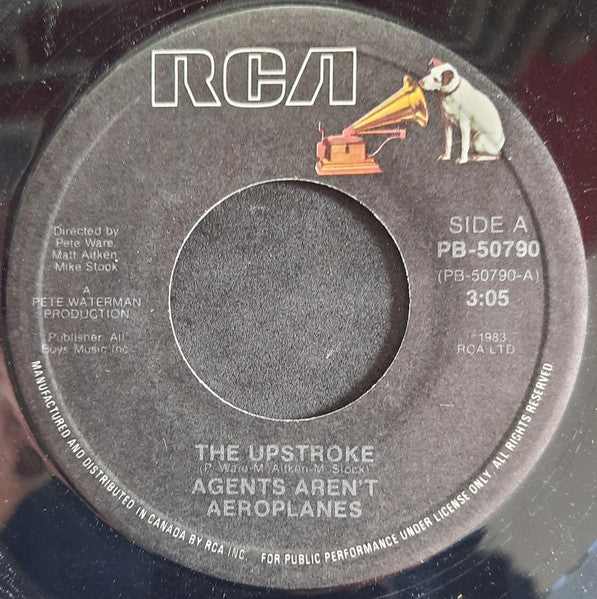 RCA
Directed by
Pete Ware.
Matt Aitken
Mike Stock
A
PETE WATERMAN
PRODUCTION
Publisher: All
Boys Music Inc.
SIDE A
PB-50790
(PB-50790-A)
3:05
1983
RCA LTD
THE UPSTROKE
(P. Ware-M. Aitken-M. Stock)
AGENTS AREN'T
AEROPLANES
MANUFACTURED AND DISTRIBUTED IN CANADA BY RCA INC. FOR PUBLIC PERFORMANCE UNDER LICENSE ONLY. ALL RIGHTS RESERVED.